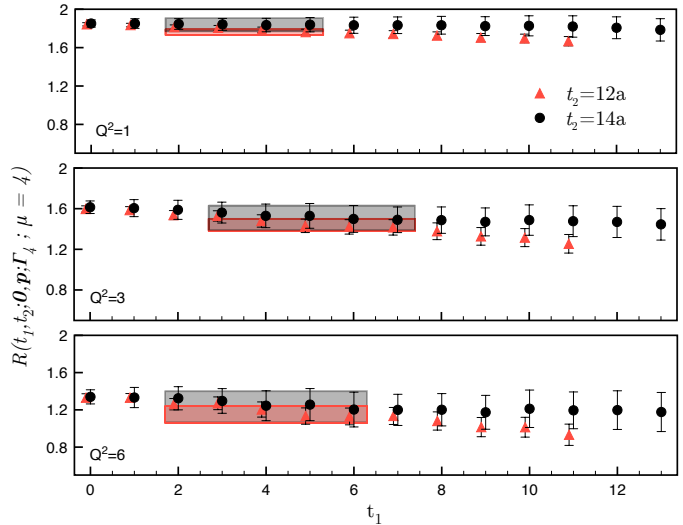 2
1.6
1.2
0.8
Q²=1
t₂=12a
t₂=14a
2
1.6
1.2
0.8
Q²=3
2
1.6
1.2
0.8
Q²=6
0 2 4 6 8 10 12
t₁
R(t₁,t₂;0,p;Γ₄ ; μ = 4)